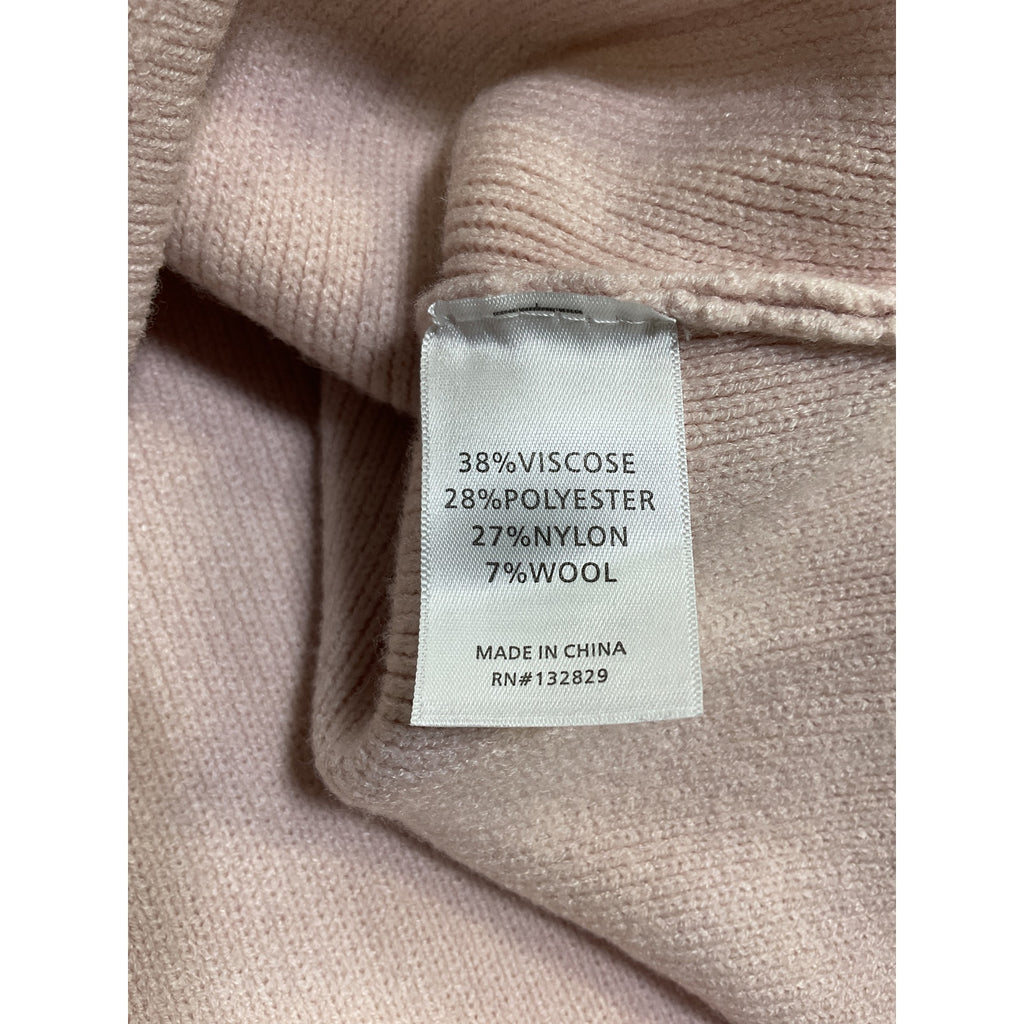 38%VISCOSE
28%POLYESTER
27%NYLON
7%WOOL
MADE IN CHINA
RN#132829